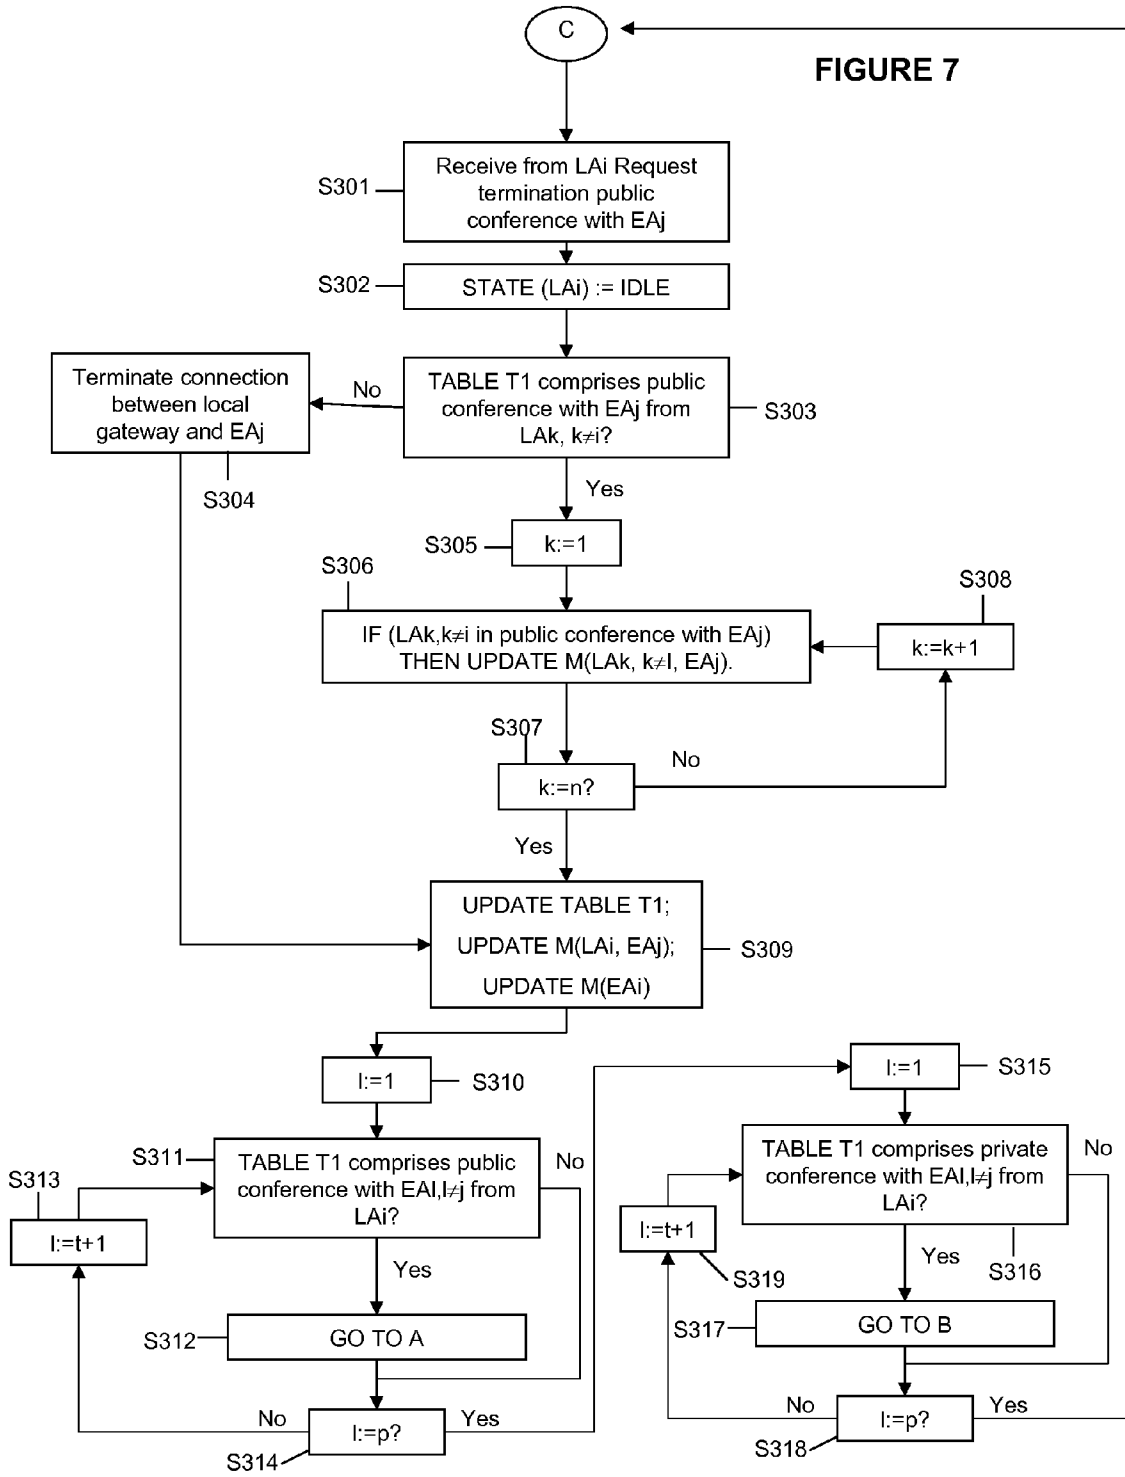 C
FIGURE 7
Receive from LAi Request
termination public
conference with EAj
S301
STATE (LAi) := IDLE
S302
TABLE T1 comprises public
conference with EAj from
LAk, k≠i?
S303
No
Terminate connection
between local
gateway and EAj
S304
Yes
k:=1
S305
S306
IF (LAk,k≠i in public conference with EAj)
THEN UPDATE M(LAk, k≠I, EAj).
S308
k:=k+1
S307
k:=n?
No
Yes
UPDATE TABLE T1;
UPDATE M(LAi, EAj);
UPDATE M(EAi)
S309
l:=1
S310
S311
TABLE T1 comprises public
conference with EAl,l≠j from
LAi?
No
S313
l:=t+1
Yes
S312
GO TO A
No
l:=p?
Yes
S314
l:=1
S315
TABLE T1 comprises private
conference with EAl,l≠j from
LAi?
No
l:=t+1
S319
Yes
S316
S317
GO TO B
No
l:=p?
Yes
S318